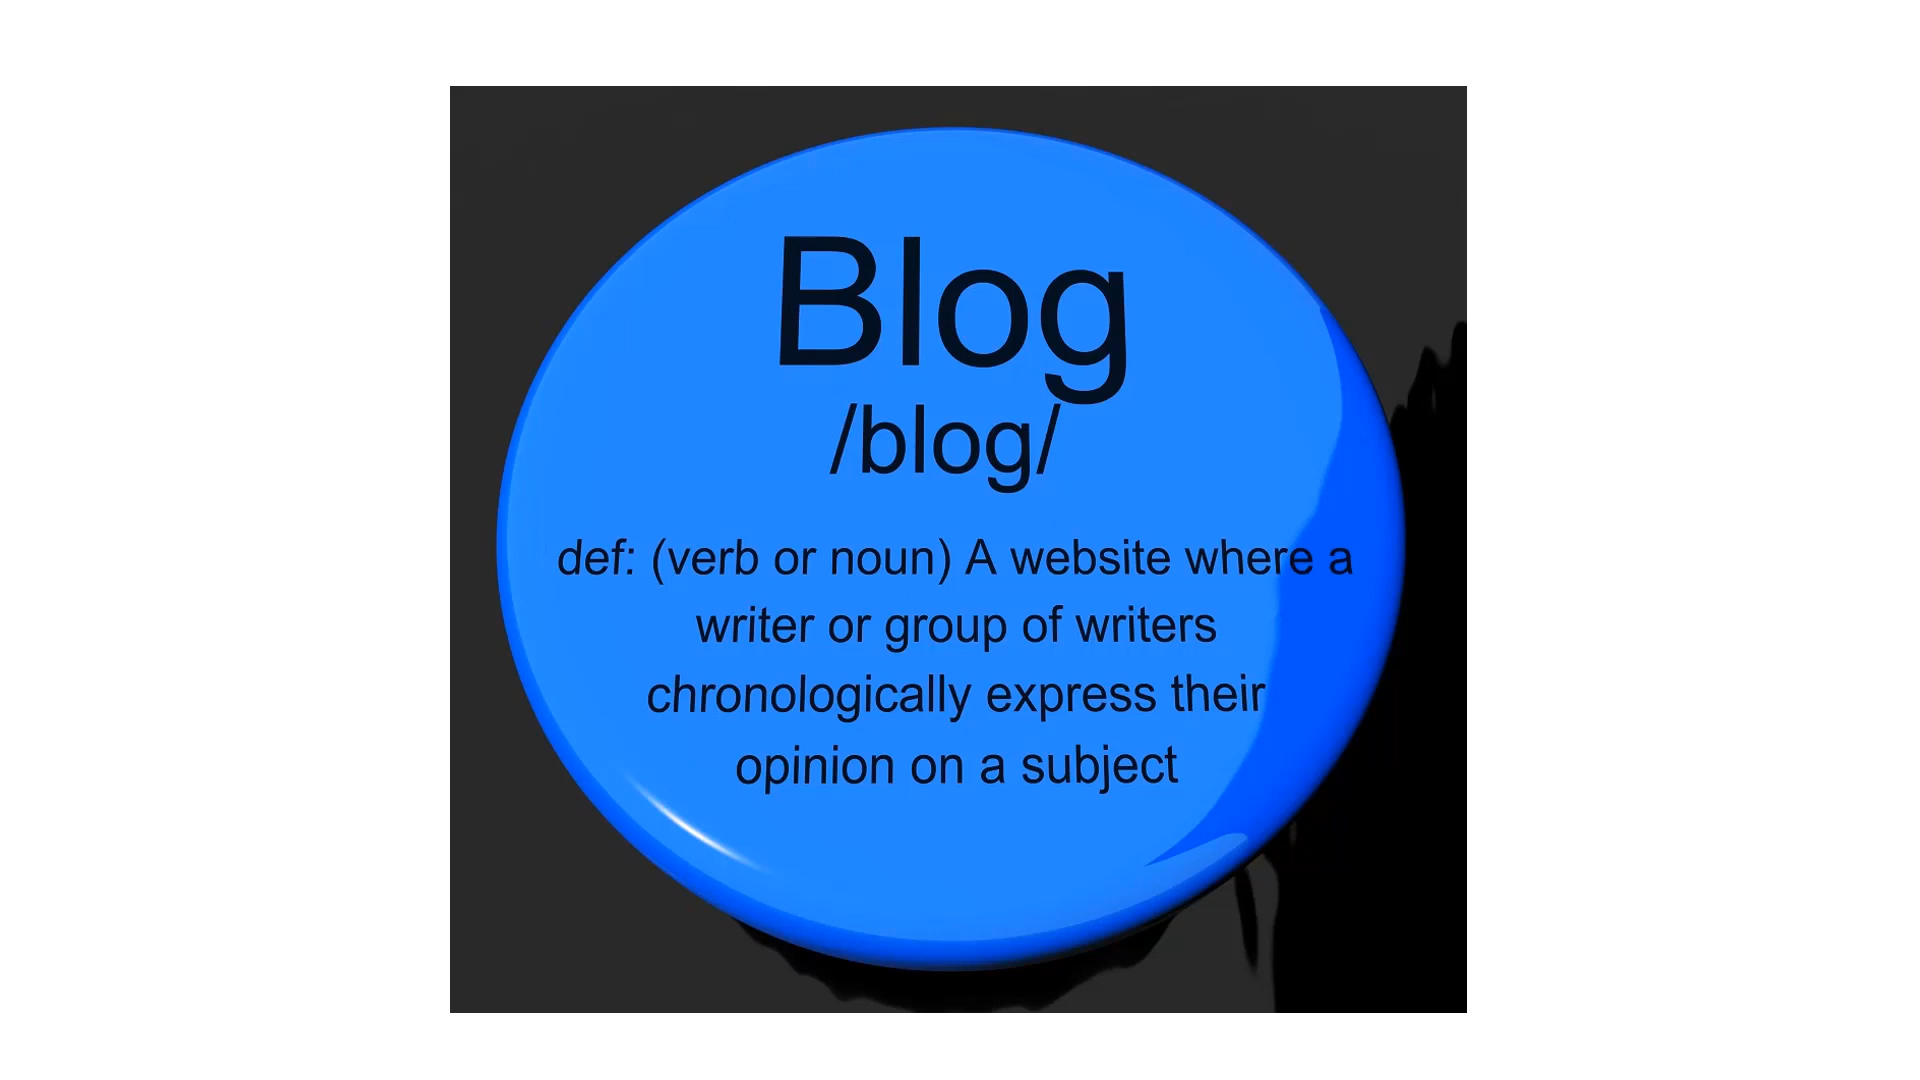 Blog
/blog/
def: (verb or noun) A website where a
writer or group of writers
chronologically express their
opinion on a subject